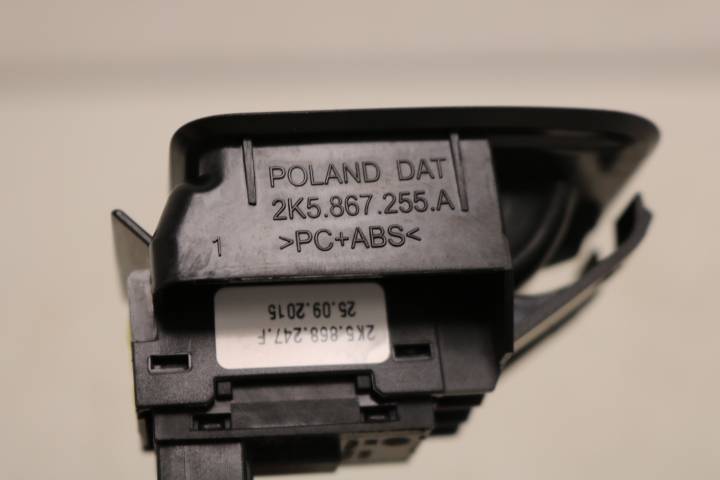 POLAND DAT
2K5.867.255.A
1 >PC+ABS<
2K5.868.247.F
25.09.2015